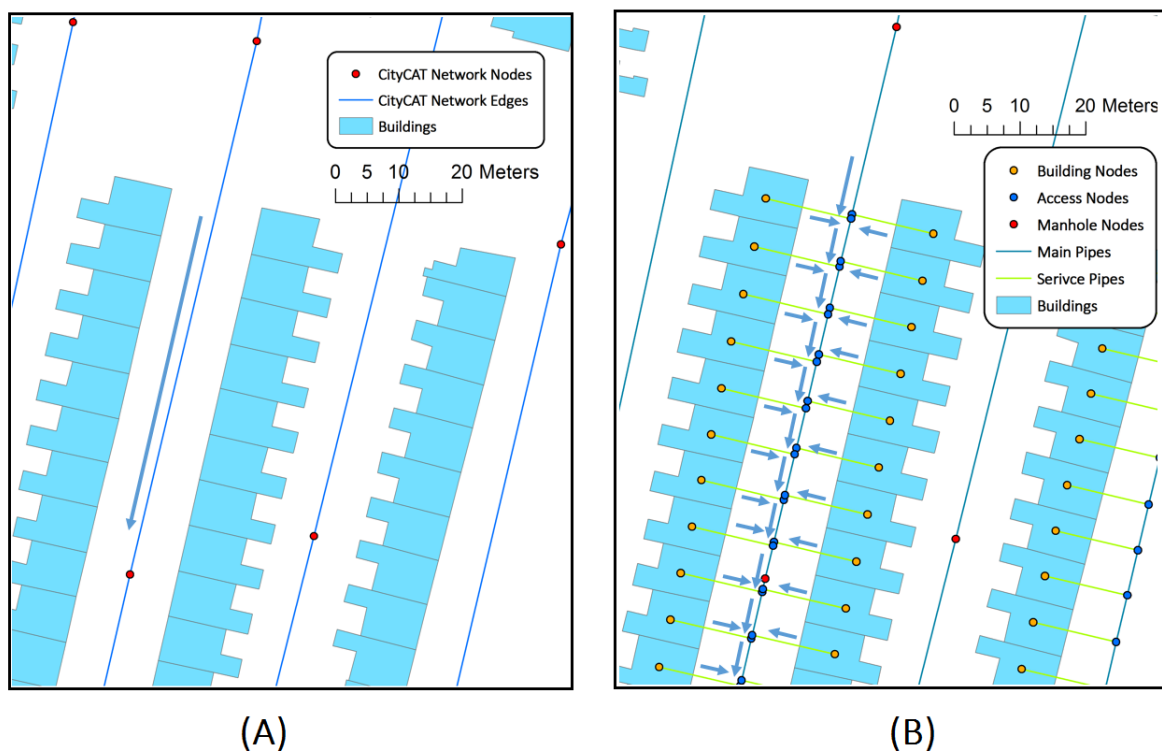 CityCAT Network Nodes
CityCAT Network Edges
Buildings
0 5 10 20 Meters
(A)
0 5 10 20 Meters
Building Nodes
Access Nodes
Manhole Nodes
Main Pipes
Serivce Pipes
Buildings
(B)